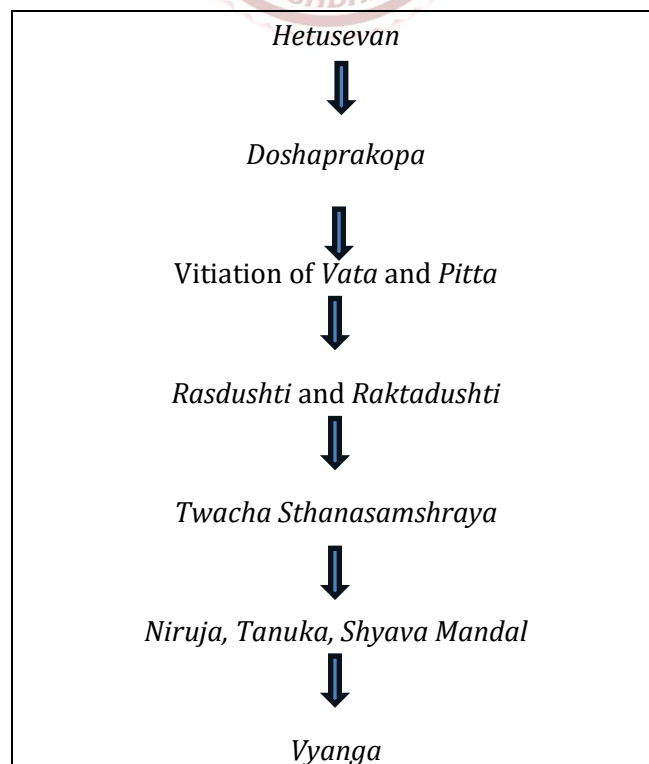 Hetusevan
Doshaprakopa
Vitiation of Vata and Pitta
Rasdushti and Raktadushti
Twacha Sthanasamshraya
Niruja, Tanuka, Shyava Mandal
Vyanga